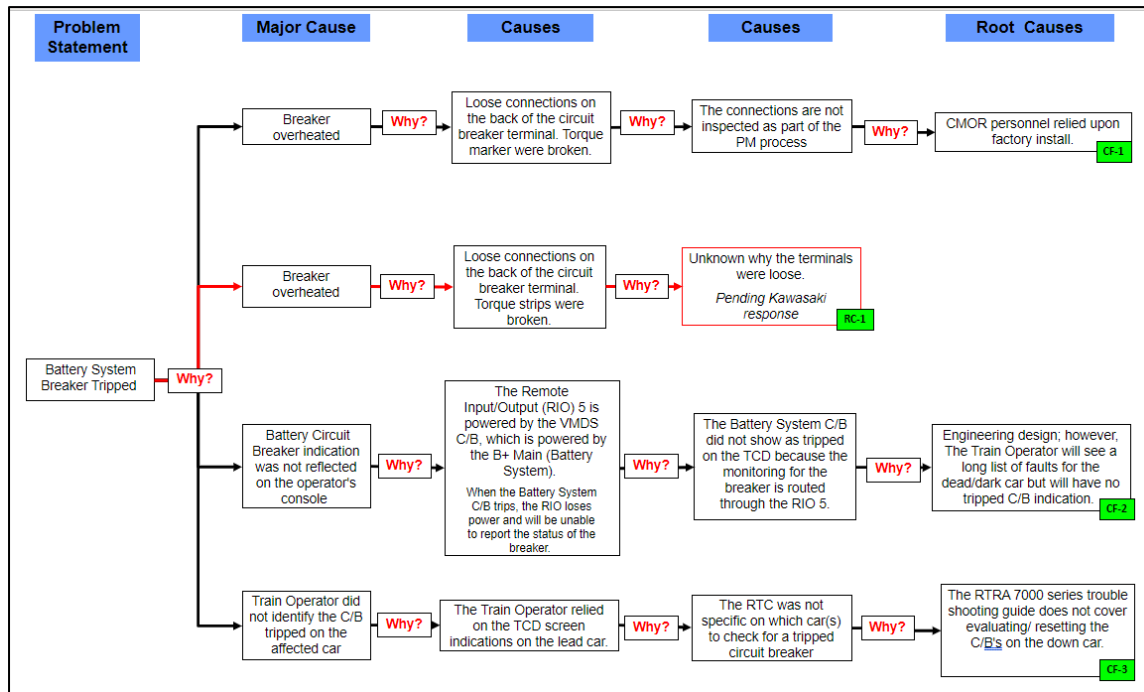 Problem
Statement
Major Cause
Causes
Causes
Root Causes
Breaker
overheated
Why?
Loose connections on
the back of the circuit
breaker terminal. Torque
marker were broken.
Why?
The connections are not
inspected as part of the
PM process
Why?
CMOR personnel relied upon
factory install.
CF-1
Breaker
overheated
Why?
Loose connections on
the back of the circuit
breaker terminal.
Torque strips were
broken.
Why?
Unknown why the terminals
were loose.
Pending Kawasaki
response
RC-1
Battery System
Breaker Tripped
Why?
Battery Circuit
Breaker indication
was not reflected
on the operator's
console
Why?
The Remote
Input/Output (RIO) 5 is
powered by the VMDS
C/B, which is powered by
the B+ Main (Battery
System).
When the Battery System
C/B trips, the RIO loses
power and will be unable
to report the status of the
breaker.
Why?
The Battery System C/B
did not show as tripped
on the TCD because the
monitoring for the
breaker is routed
through the RIO 5.
Why?
Engineering design; however,
The Train Operator will see a
long list of faults for the
dead/dark car but will have no
tripped C/B indication.
CF-2
Train Operator did
not identify the C/B
tripped on the
affected car
Why?
The Train Operator relied
on the TCD screen
indications on the lead car.
Why?
The RTC was not
specific on which car(s)
to check for a tripped
circuit breaker
Why?
The RTRA 7000 series trouble
shooting guide does not cover
evaluating/ resetting the
C/B's on the down car.
CF-3